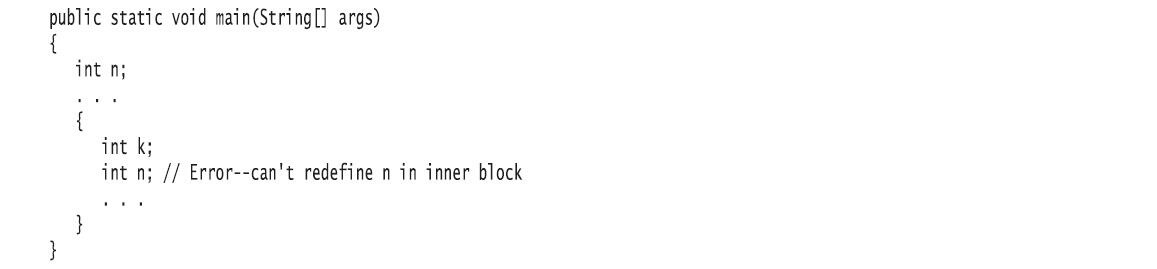 public static void main(String[] args)
{
int n;
. . .
{
int k;
int n; // Error--can't redefine n in inner block
. . .
}
}